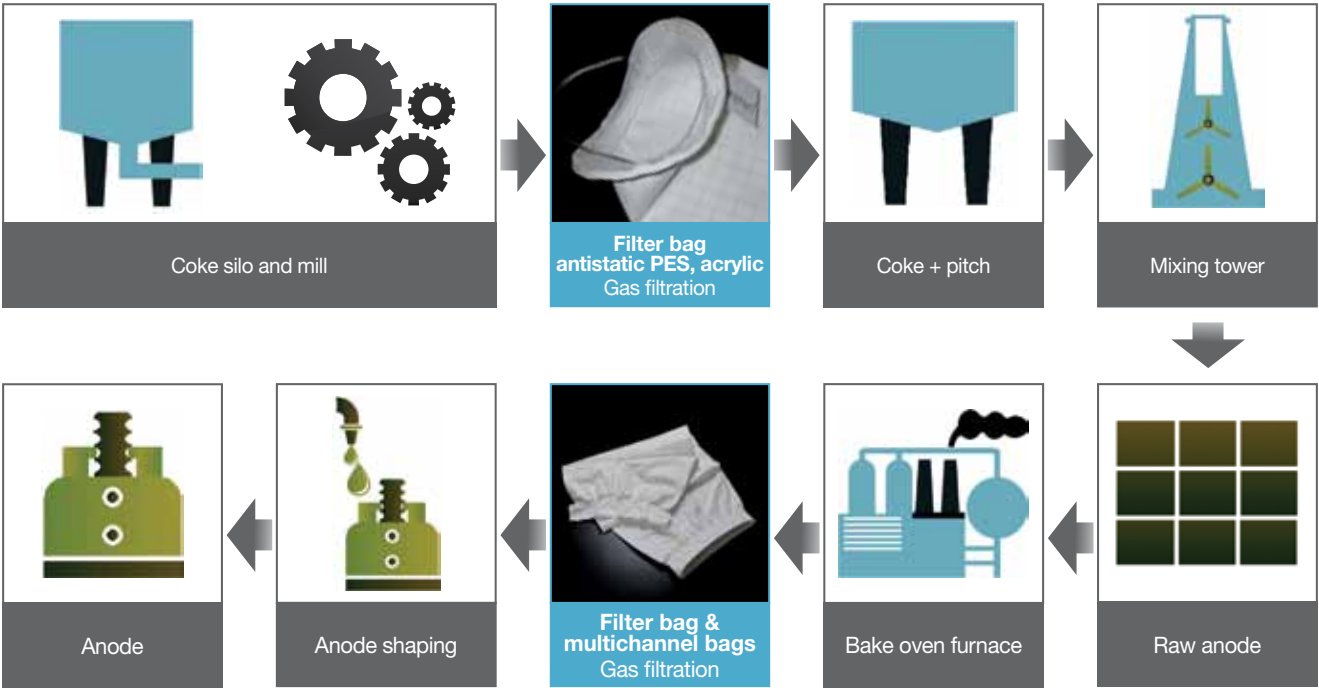 Coke silo and mill
Filter bag
antistatic PES, acrylic
Gas filtration
Coke + pitch
Mixing tower
Anode
Anode shaping
Filter bag &
multichannel bags
Gas filtration
Bake oven furnace
Raw anode